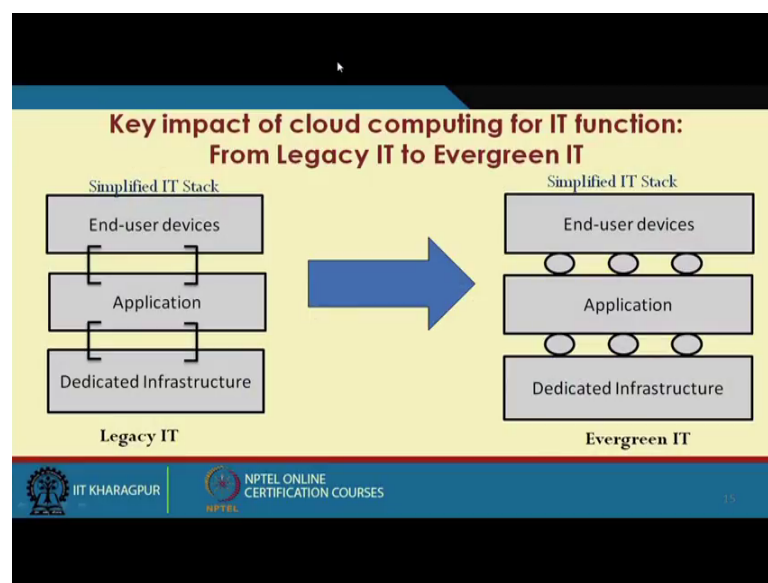 Key impact of cloud computing for IT function:
From Legacy IT to Evergreen IT
Simplified IT Stack
End-user devices
Application
Dedicated Infrastructure
Legacy IT
Simplified IT Stack
End-user devices
Application
Dedicated Infrastructure
Evergreen IT
IIT KHARAGPUR
NPTEL
NPTEL ONLINE
CERTIFICATION COURSES
15